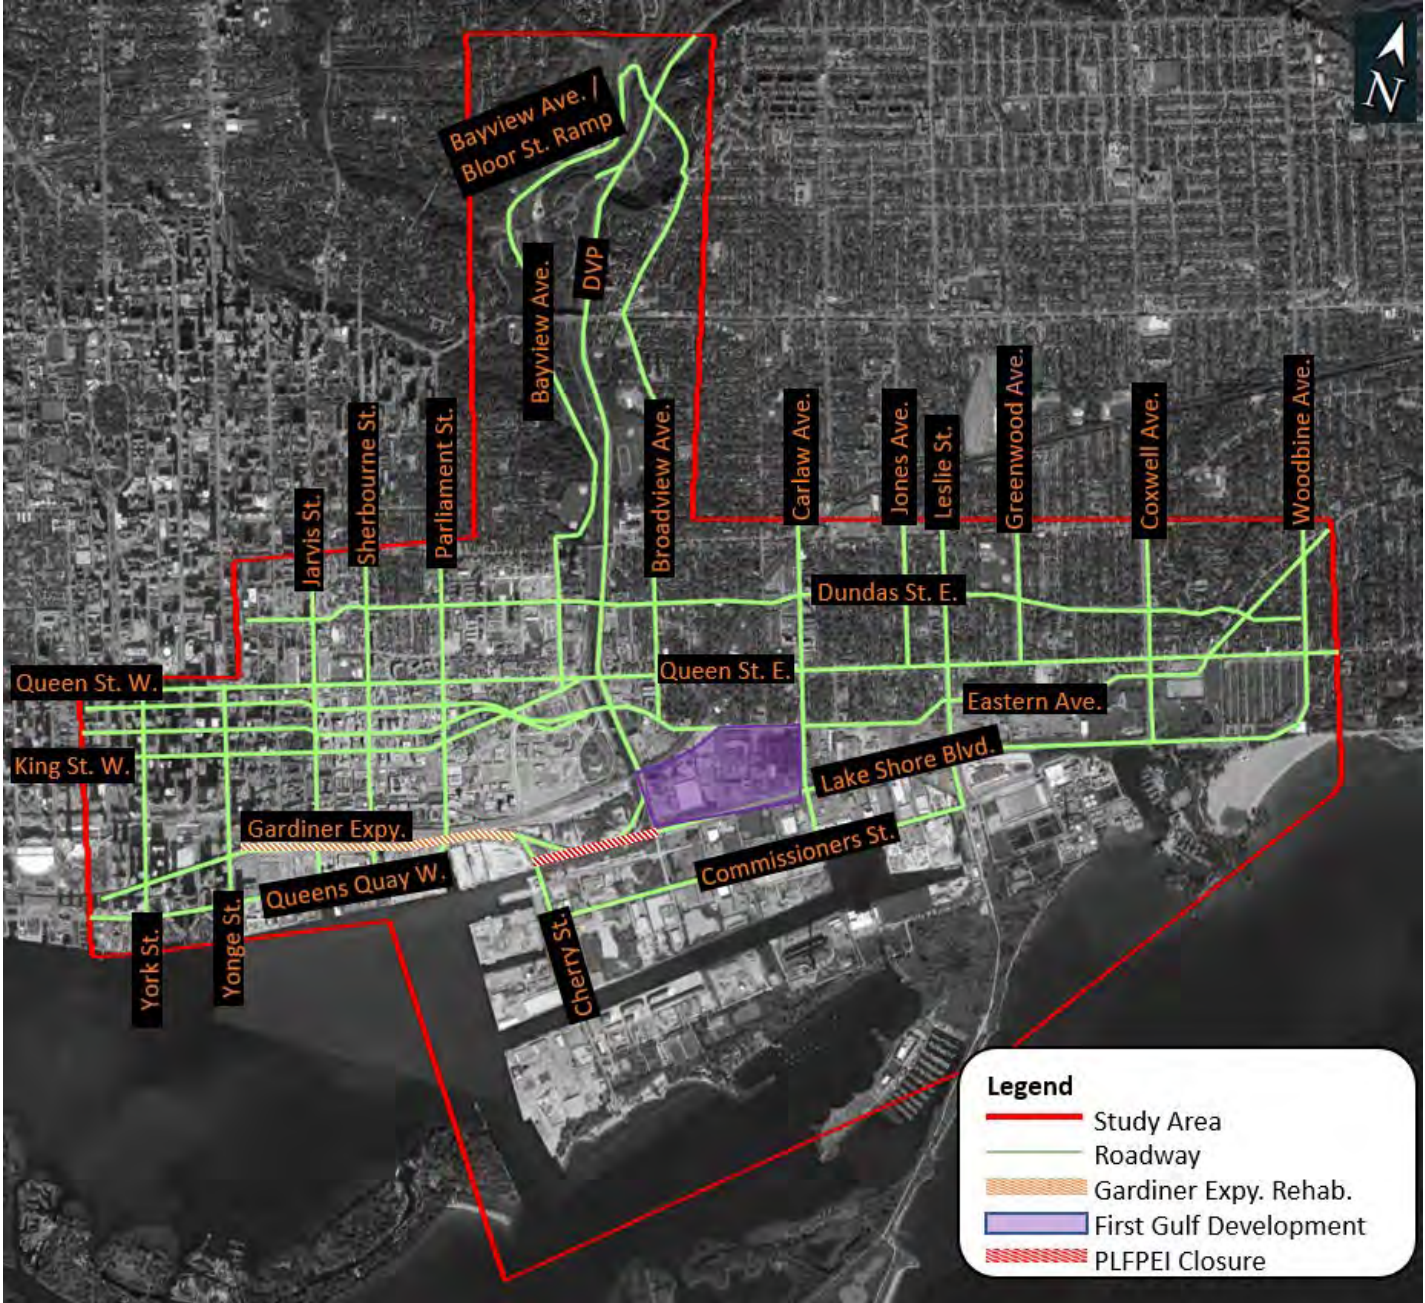 N
Bayview Ave. /
Bloor St. Ramp
Bayview Ave.
DVP
Broadview Ave.
Jarvis St.
Sherbourne St.
Parliament St.
Carlaw Ave.
Jones Ave.
Leslie St.
Greenwood Ave.
Coxwell Ave.
Woodbine Ave.
Dundas St. E.
Queen St. W.
Queen St. E.
Eastern Ave.
King St. W.
Lake Shore Blvd.
Gardiner Expy.
Commissioners St.
Queens Quay W.
York St.
Yonge St.
Cherry St.
Legend
Study Area
Roadway
Gardiner Expy. Rehab.
First Gulf Development
PLFPEI Closure